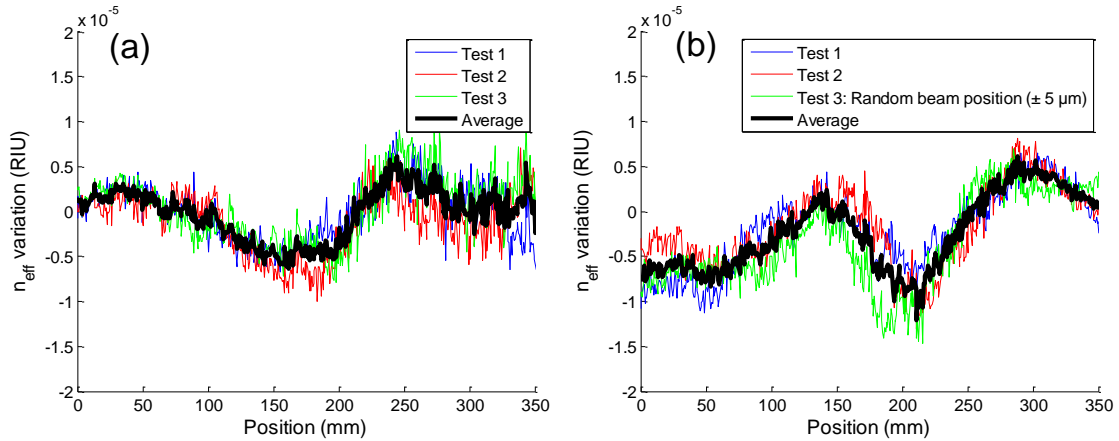 x 10⁻⁵
(a)
Test 1
Test 2
Test 3
Average
2
1.5
1
0.5
0
-0.5
-1
-1.5
-2
n_eff variation (RIU)
0 50 100 150 200 250 300 350
Position (mm)
x 10⁻⁵
(b)
Test 1
Test 2
Test 3: Random beam position (± 5 µm)
Average
2
1.5
1
0.5
0
-0.5
-1
-1.5
-2
n_eff variation (RIU)
0 50 100 150 200 250 300 350
Position (mm)